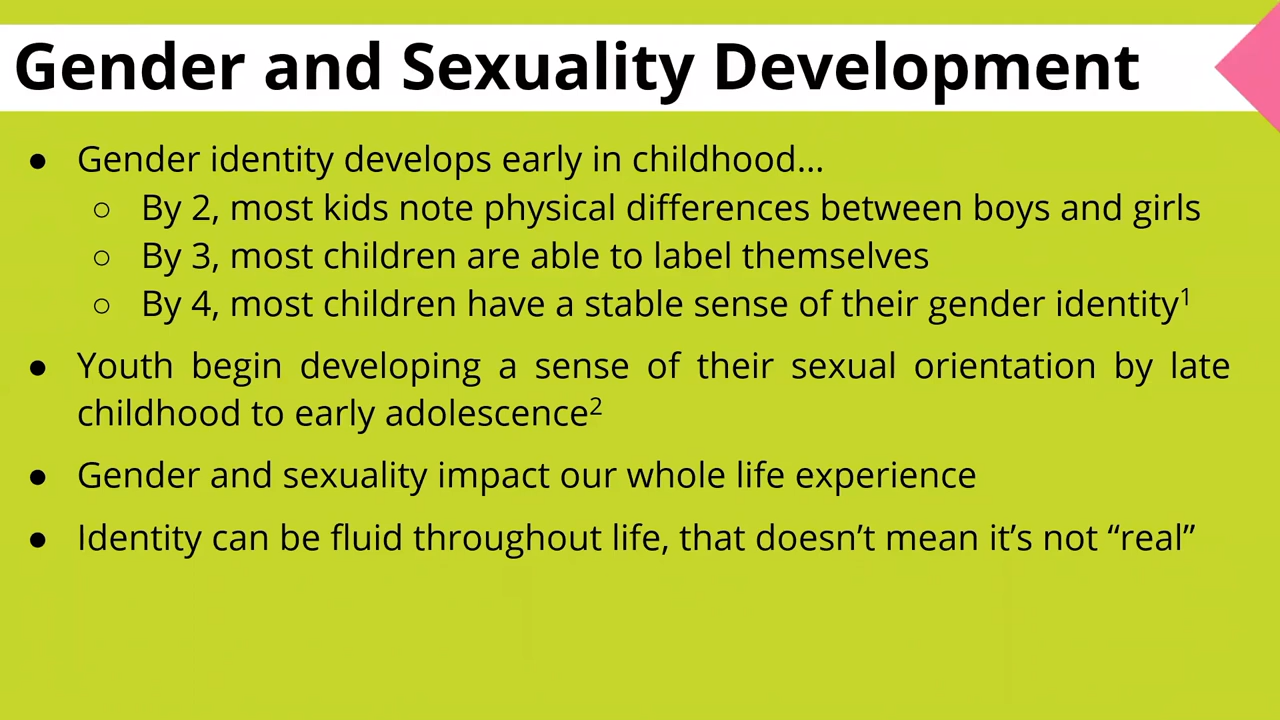 Gender and Sexuality Development
● Gender identity develops early in childhood...
○ By 2, most kids note physical differences between boys and girls
○ By 3, most children are able to label themselves
○ By 4, most children have a stable sense of their gender identity¹
● Youth begin developing a sense of their sexual orientation by late
childhood to early adolescence²
● Gender and sexuality impact our whole life experience
● Identity can be fluid throughout life, that doesn’t mean it’s not “real”